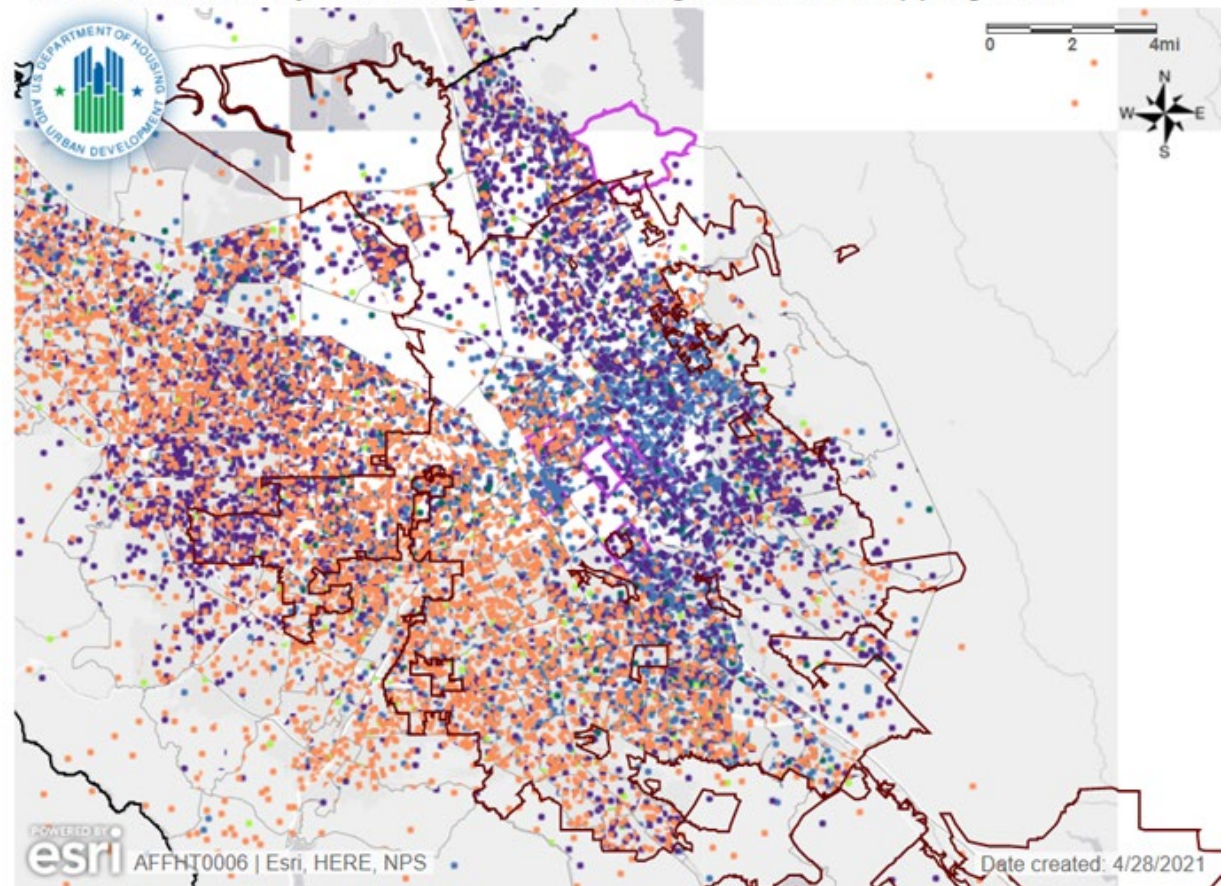 U.S. DEPARTMENT OF HOUSING
AND URBAN DEVELOPMENT
0 2 4mi
N
W E
S
POWERED BY
esri
AFFHT0006 | Esri, HERE, NPS
Date created: 4/28/2021